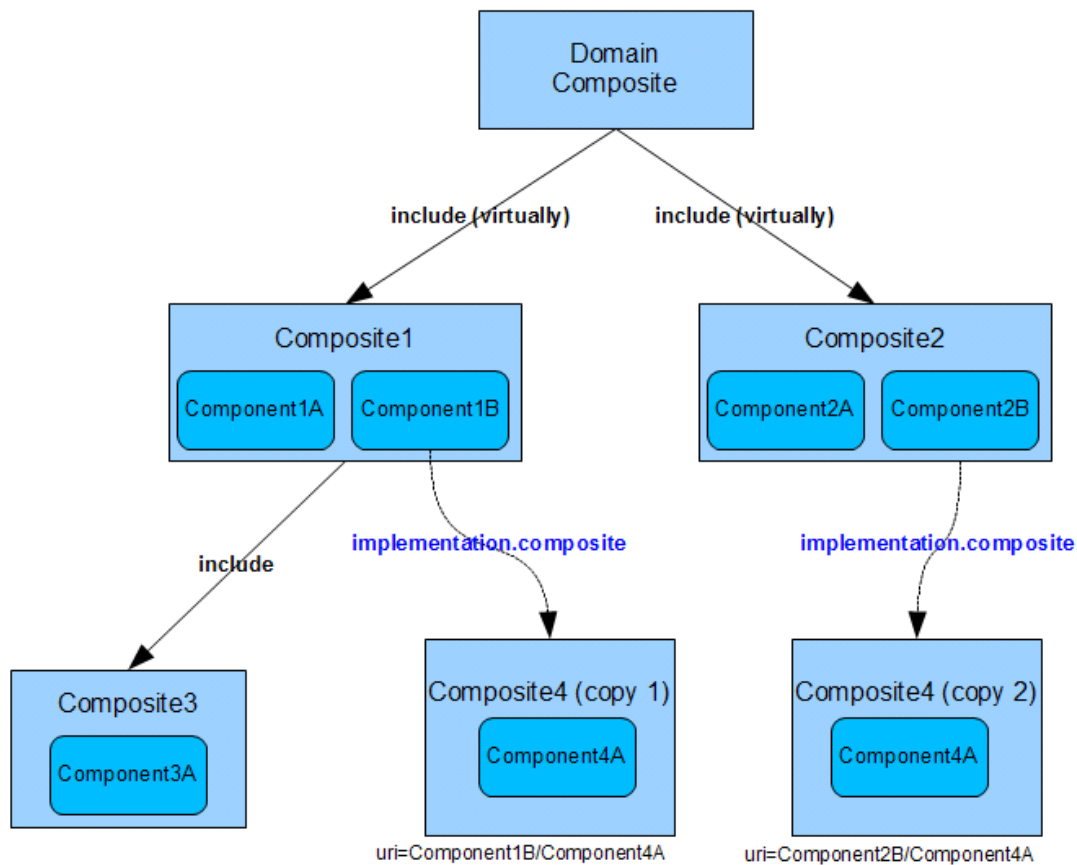 Domain
Composite
include (virtually)
include (virtually)
Composite1
Composite2
Component1A
Component1B
Component2A
Component2B
implementation.composite
implementation.composite
include
Composite3
Composite4 (copy 1)
Composite4 (copy 2)
Component3A
Component4A
Component4A
uri=Component1B/Component4A
uri=Component2B/Component4A